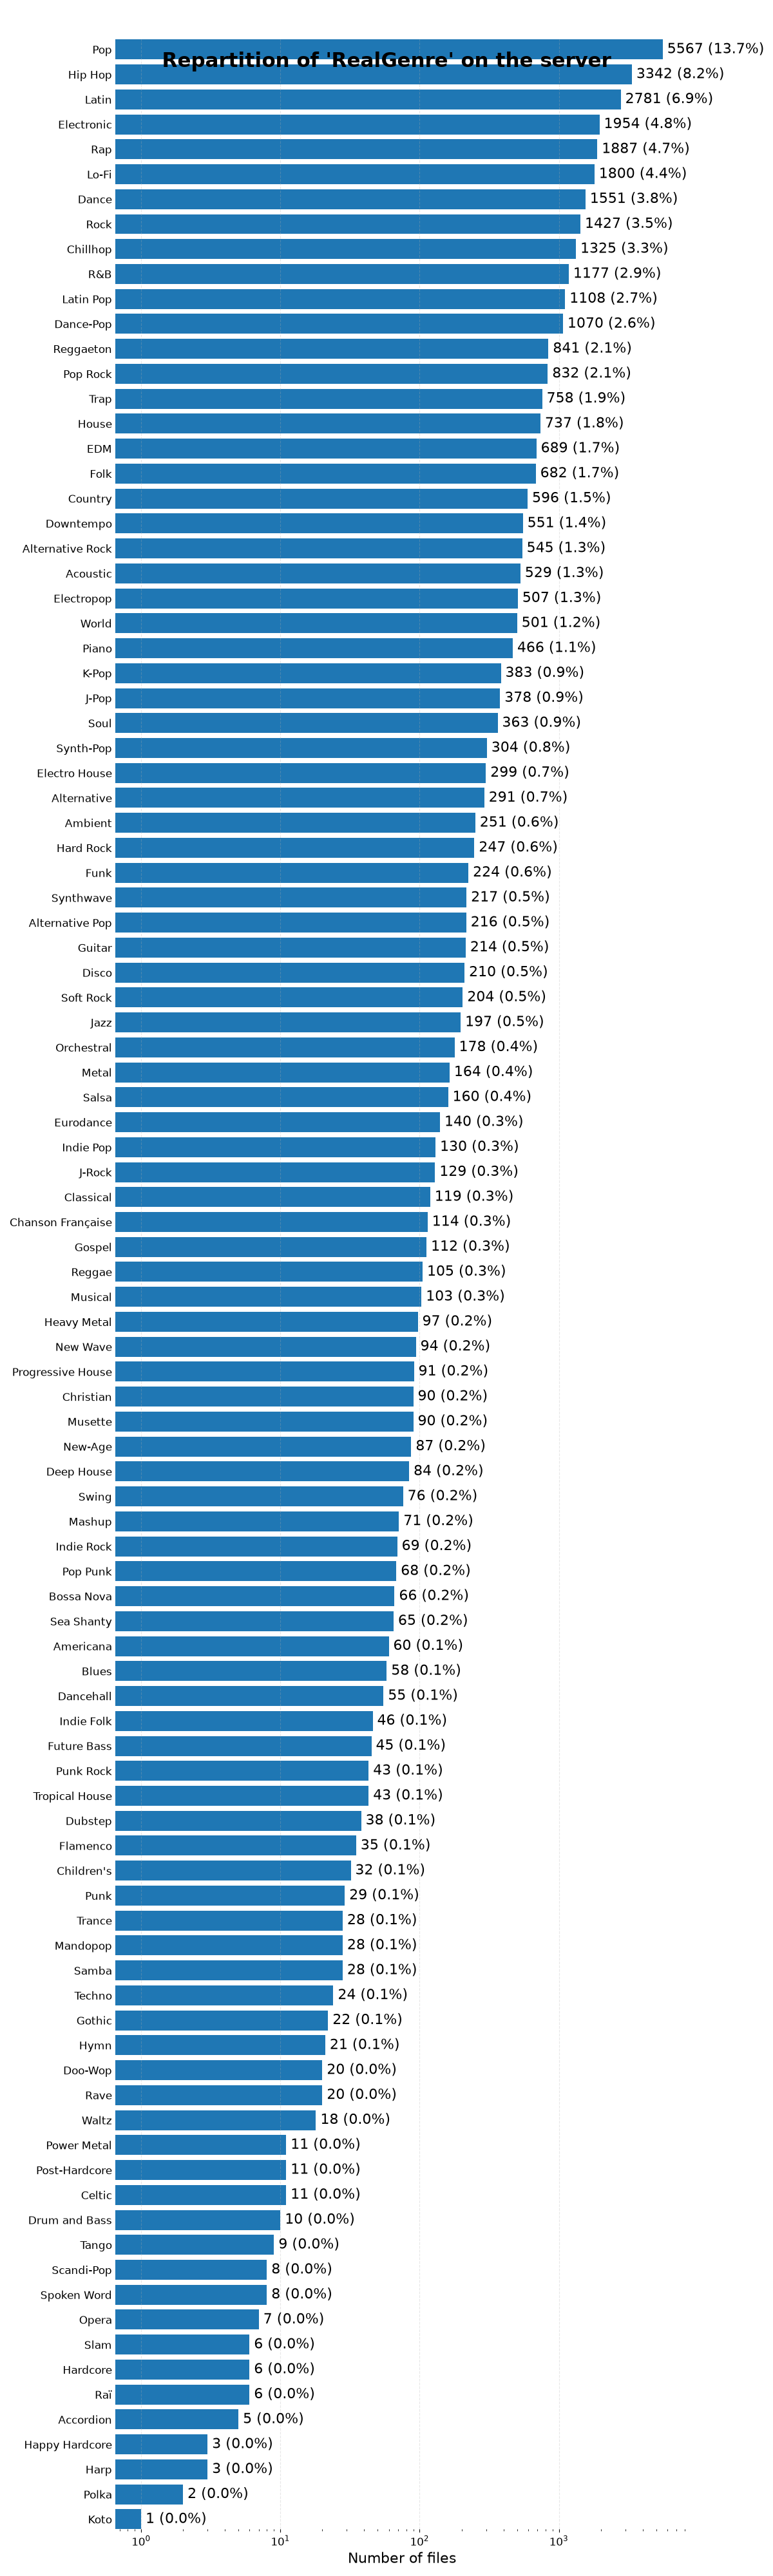 Repartition of 'RealGenre' on the server
Pop 5567 (13.7%)
Hip Hop 3342 (8.2%)
Latin 2781 (6.9%)
Electronic 1954 (4.8%)
Rap 1887 (4.7%)
Lo-Fi 1800 (4.4%)
Dance 1551 (3.8%)
Rock 1427 (3.5%)
Chillhop 1325 (3.3%)
R&B 1177 (2.9%)
Latin Pop 1108 (2.7%)
Dance-Pop 1070 (2.6%)
Reggaeton 841 (2.1%)
Pop Rock 832 (2.1%)
Trap 758 (1.9%)
House 737 (1.8%)
EDM 689 (1.7%)
Folk 682 (1.7%)
Country 596 (1.5%)
Downtempo 551 (1.4%)
Alternative Rock 545 (1.3%)
Acoustic 529 (1.3%)
Electropop 507 (1.3%)
World 501 (1.2%)
Piano 466 (1.1%)
K-Pop 383 (0.9%)
J-Pop 378 (0.9%)
Soul 363 (0.9%)
Synth-Pop 304 (0.8%)
Electro House 299 (0.7%)
Alternative 291 (0.7%)
Ambient 251 (0.6%)
Hard Rock 247 (0.6%)
Funk 224 (0.6%)
Synthwave 217 (0.5%)
Alternative Pop 216 (0.5%)
Guitar 214 (0.5%)
Disco 210 (0.5%)
Soft Rock 204 (0.5%)
Jazz 197 (0.5%)
Orchestral 178 (0.4%)
Metal 164 (0.4%)
Salsa 160 (0.4%)
Eurodance 140 (0.3%)
Indie Pop 130 (0.3%)
J-Rock 129 (0.3%)
Classical 119 (0.3%)
Chanson Française 114 (0.3%)
Gospel 112 (0.3%)
Reggae 105 (0.3%)
Musical 103 (0.3%)
Heavy Metal 97 (0.2%)
New Wave 94 (0.2%)
Progressive House 91 (0.2%)
Christian 90 (0.2%)
Musette 90 (0.2%)
New-Age 87 (0.2%)
Deep House 84 (0.2%)
Swing 76 (0.2%)
Mashup 71 (0.2%)
Indie Rock 69 (0.2%)
Pop Punk 68 (0.2%)
Bossa Nova 66 (0.2%)
Sea Shanty 65 (0.2%)
Americana 60 (0.1%)
Blues 58 (0.1%)
Dancehall 55 (0.1%)
Indie Folk 46 (0.1%)
Future Bass 45 (0.1%)
Punk Rock 43 (0.1%)
Tropical House 43 (0.1%)
Dubstep 38 (0.1%)
Flamenco 35 (0.1%)
Children's 32 (0.1%)
Punk 29 (0.1%)
Trance 28 (0.1%)
Mandopop 28 (0.1%)
Samba 28 (0.1%)
Techno 24 (0.1%)
Gothic 22 (0.1%)
Hymn 21 (0.1%)
Doo-Wop 20 (0.0%)
Rave 20 (0.0%)
Waltz 18 (0.0%)
Power Metal 11 (0.0%)
Post-Hardcore 11 (0.0%)
Celtic 11 (0.0%)
Drum and Bass 10 (0.0%)
Tango 9 (0.0%)
Scandi-Pop 8 (0.0%)
Spoken Word 8 (0.0%)
Opera 7 (0.0%)
Slam 6 (0.0%)
Hardcore 6 (0.0%)
Raï 6 (0.0%)
Accordion 5 (0.0%)
Happy Hardcore 3 (0.0%)
Harp 3 (0.0%)
Polka 2 (0.0%)
Koto 1 (0.0%)
10⁰ 10¹ 10² 10³
Number of files